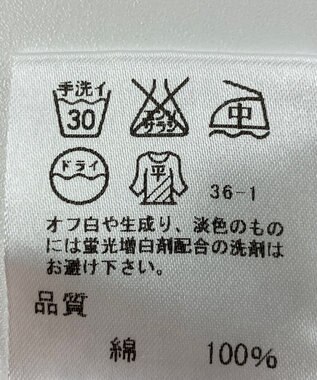 手洗イ
30
エンソ
サラシ
中
ドライ
平
36-1
オフ白や生成り、淡色のもの
には蛍光増白剤配合の洗剤は
お避け下さい。
品質
綿 100%